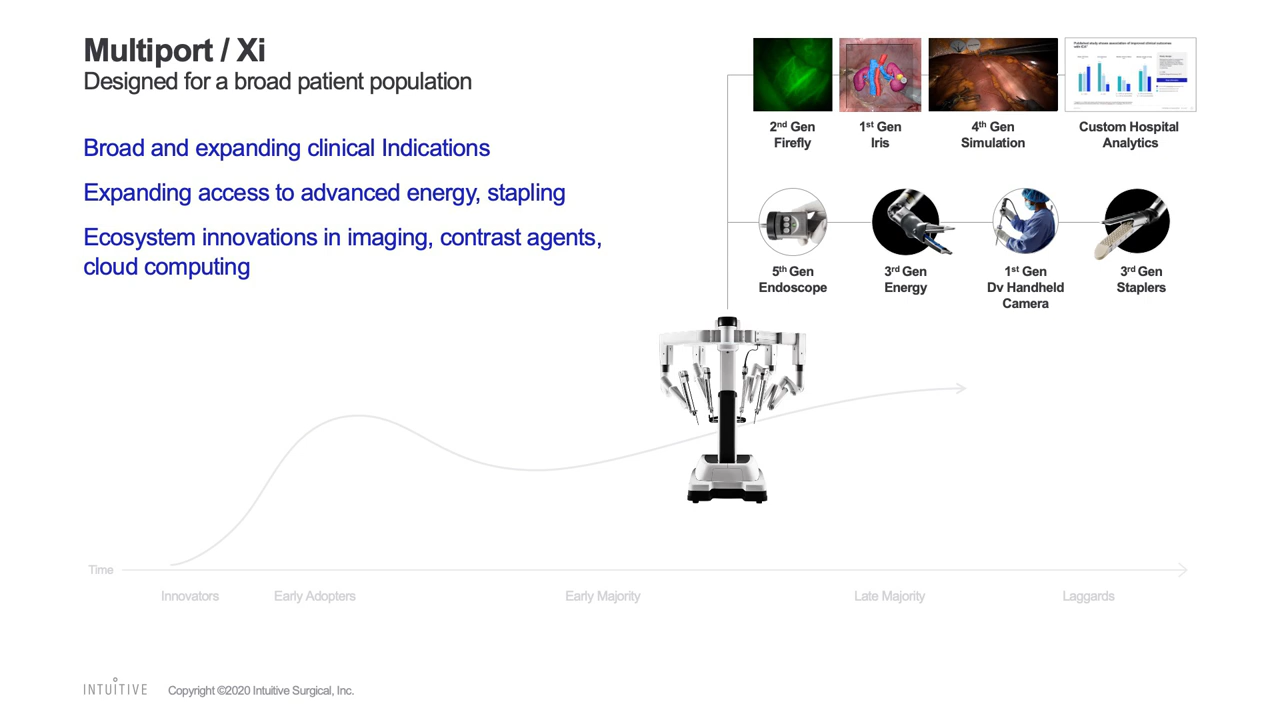 Multiport / Xi
Designed for a broad patient population
Broad and expanding clinical Indications
Expanding access to advanced energy, stapling
Ecosystem innovations in imaging, contrast agents,
cloud computing
2nd Gen
Firefly
1st Gen
Iris
4th Gen
Simulation
Custom Hospital
Analytics
5th Gen
Endoscope
3rd Gen
Energy
1st Gen
Dv Handheld
Camera
3rd Gen
Staplers
Time
Innovators
Early Adopters
Early Majority
Late Majority
Laggards
INTUITIVE
Copyright ©2020 Intuitive Surgical, Inc.